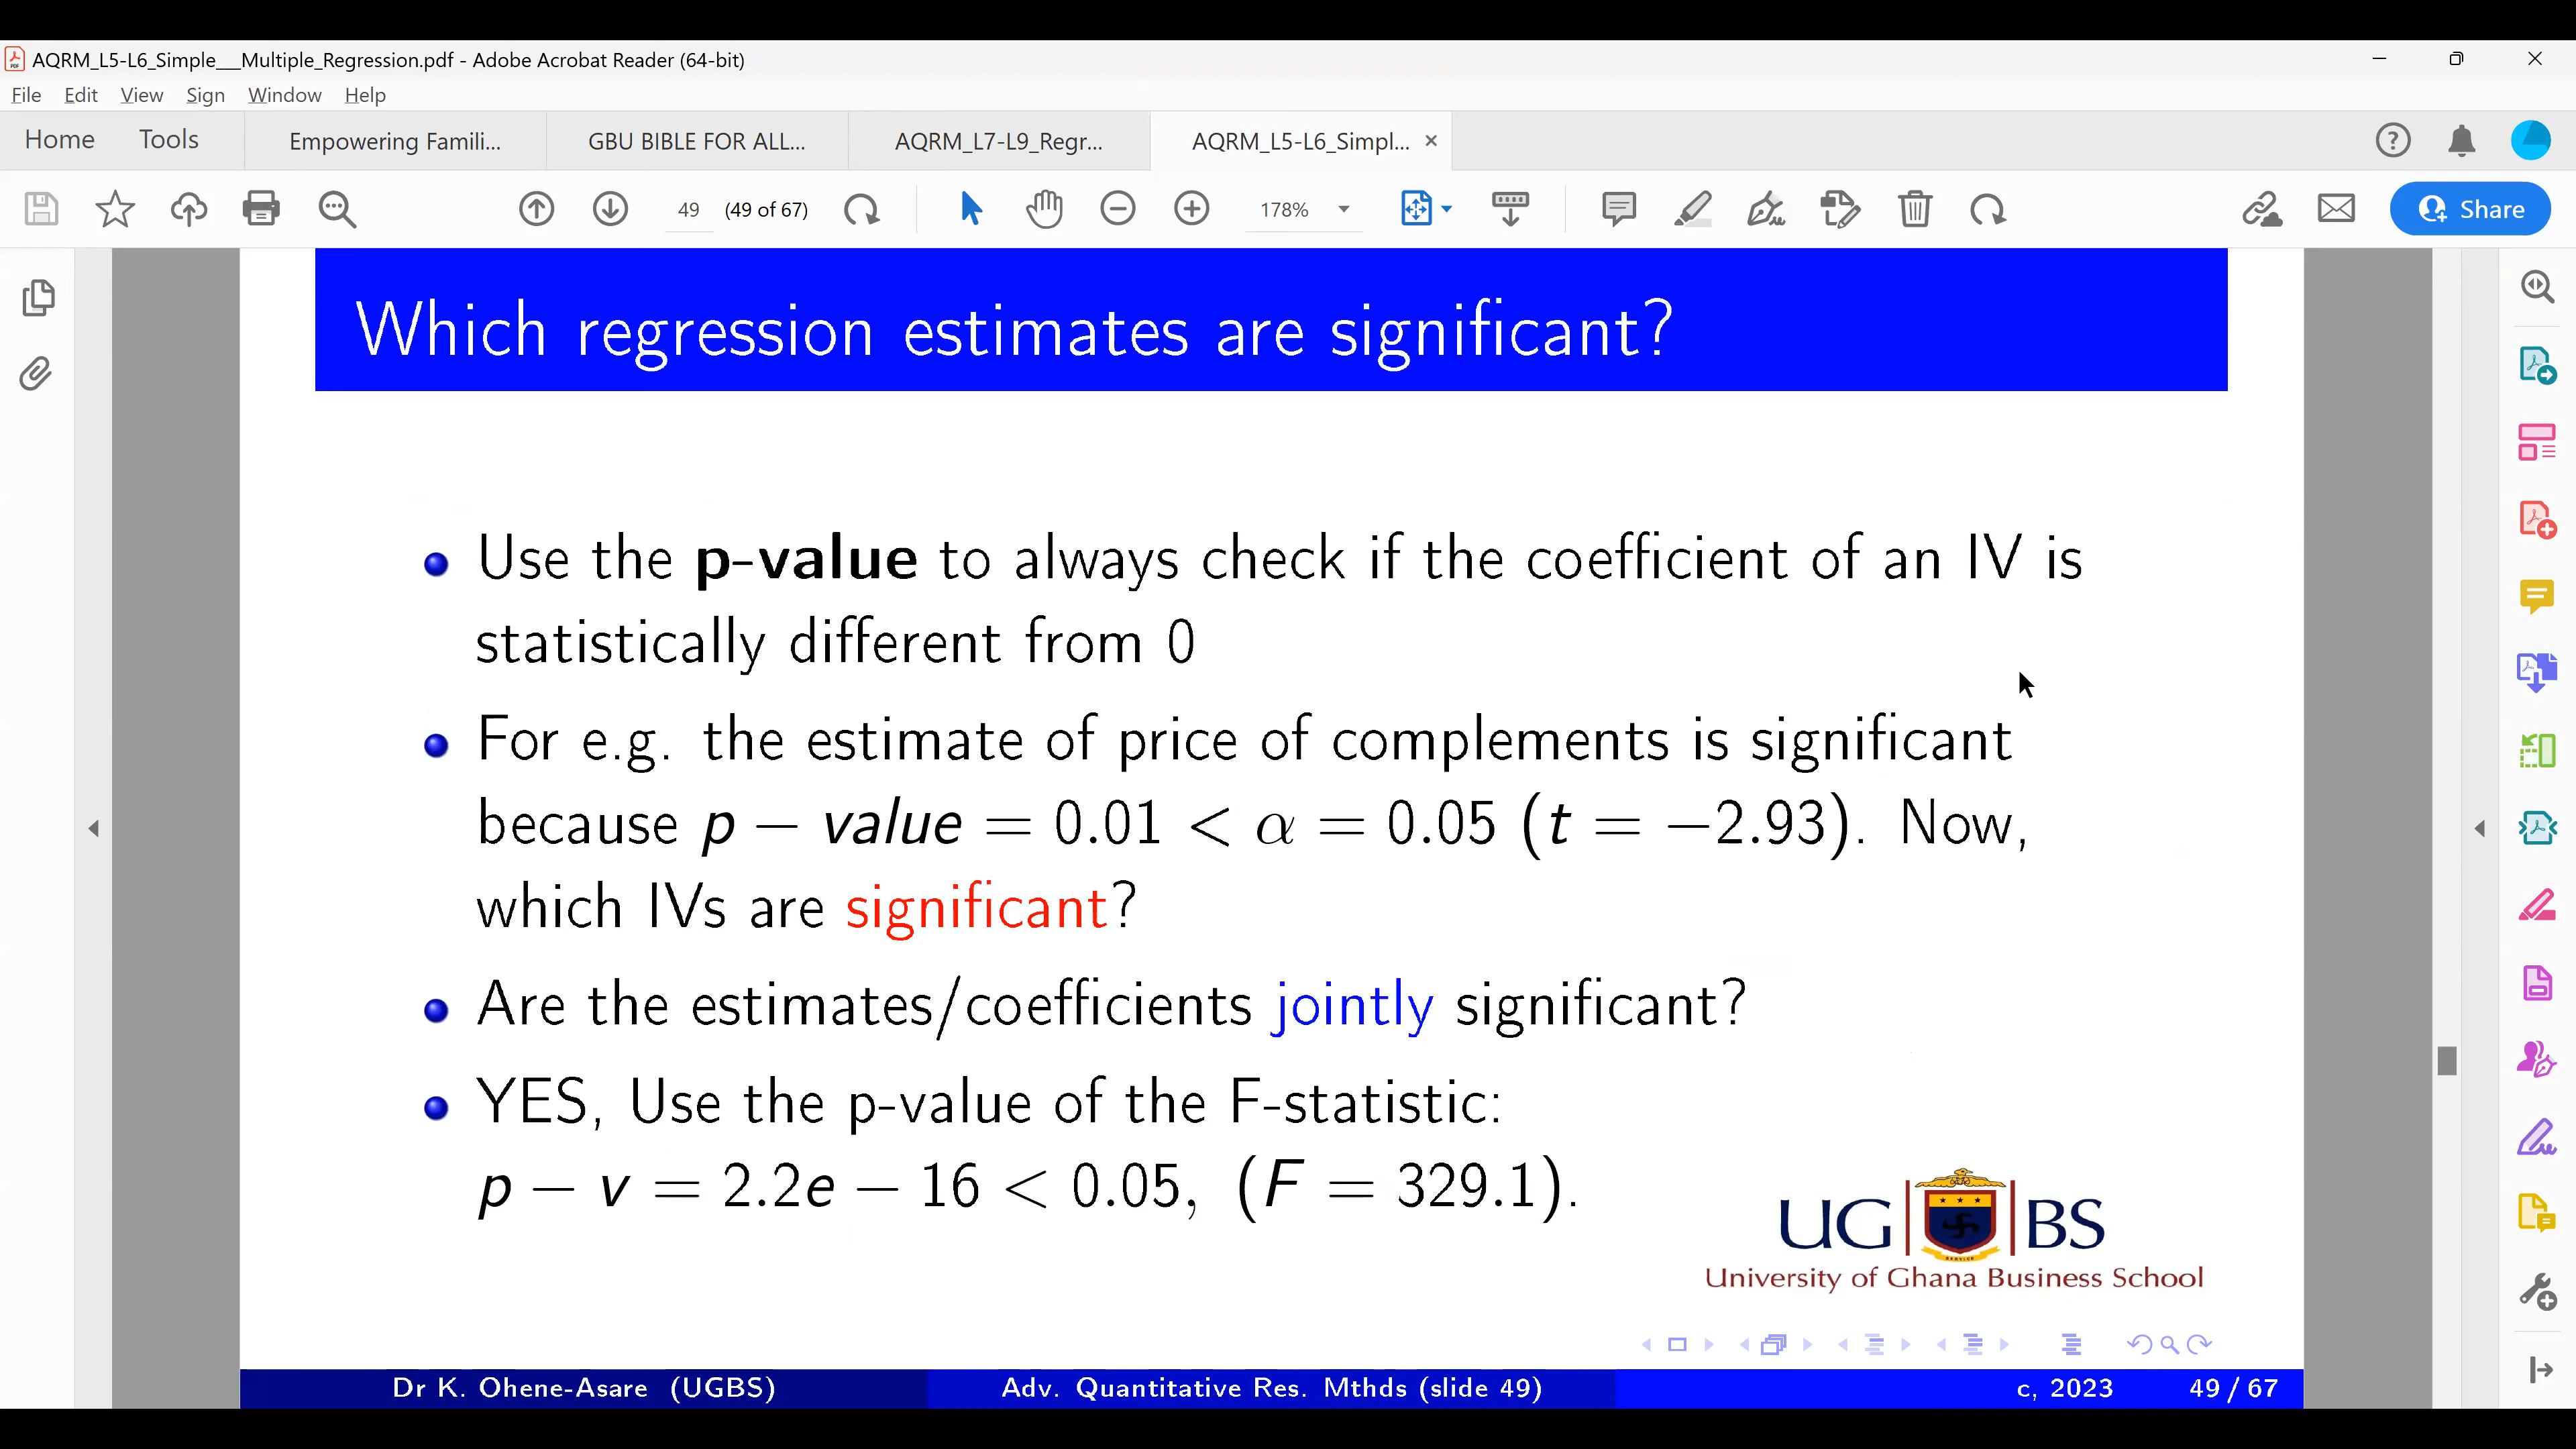 AQRM_L5-L6_Simple__Multiple_Regression.pdf - Adobe Acrobat Reader (64-bit)
File Edit View Sign Window Help
Home Tools Empowering Famili... GBU BIBLE FOR ALL... AQRM_L7-L9_Regr... AQRM_L5-L6_Simpl...
49 (49 of 67) 178% Share
Which regression estimates are significant?
Use the p-value to always check if the coefficient of an IV is
statistically different from 0
For e.g. the estimate of price of complements is significant
because p − value = 0.01 < α = 0.05 (t = −2.93). Now,
which IVs are significant?
Are the estimates/coefficients jointly significant?
YES, Use the p-value of the F-statistic:
p − v = 2.2e − 16 < 0.05, (F = 329.1).
UG BS
University of Ghana Business School
Dr K. Ohene-Asare (UGBS) Adv. Quantitative Res. Mthds (slide 49) c, 2023 49 / 67